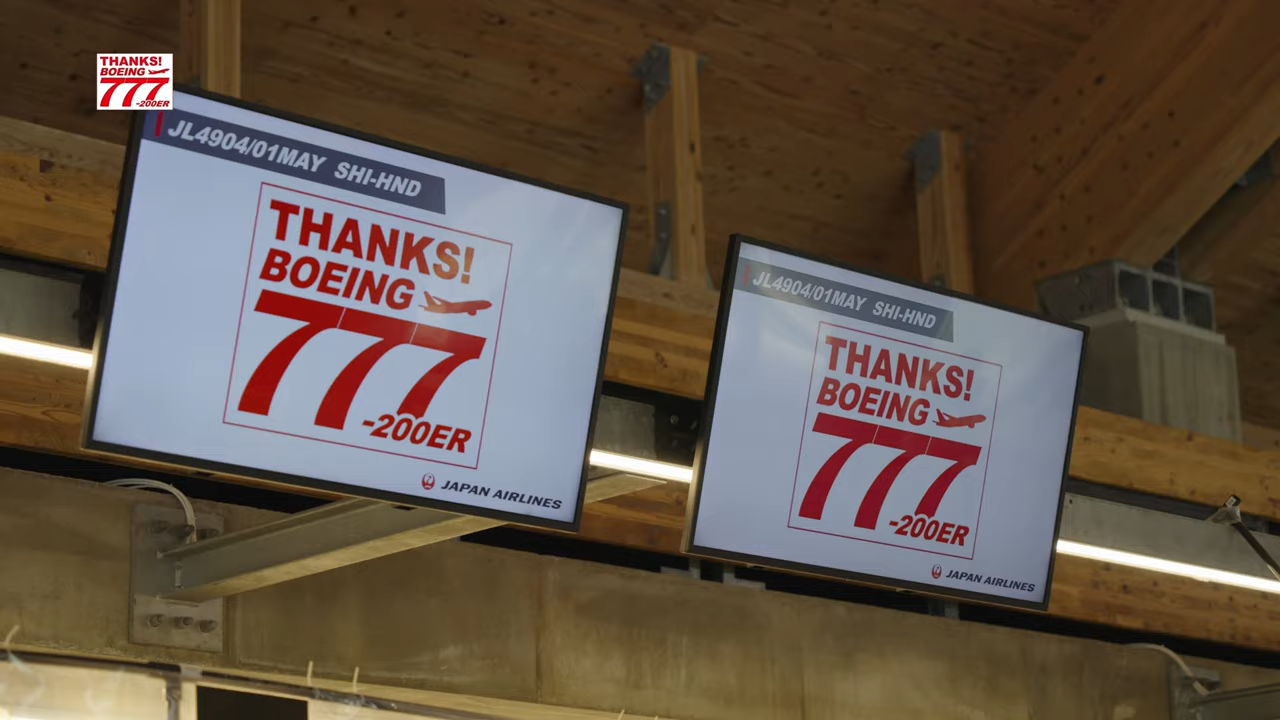 THANKS!
BOEING
777
-200ER
JL4904/01MAY SHI-HND
THANKS!
BOEING
777
-200ER
JAPAN AIRLINES
JL4904/01MAY SHI-HND
THANKS!
BOEING
777
-200ER
JAPAN AIRLINES